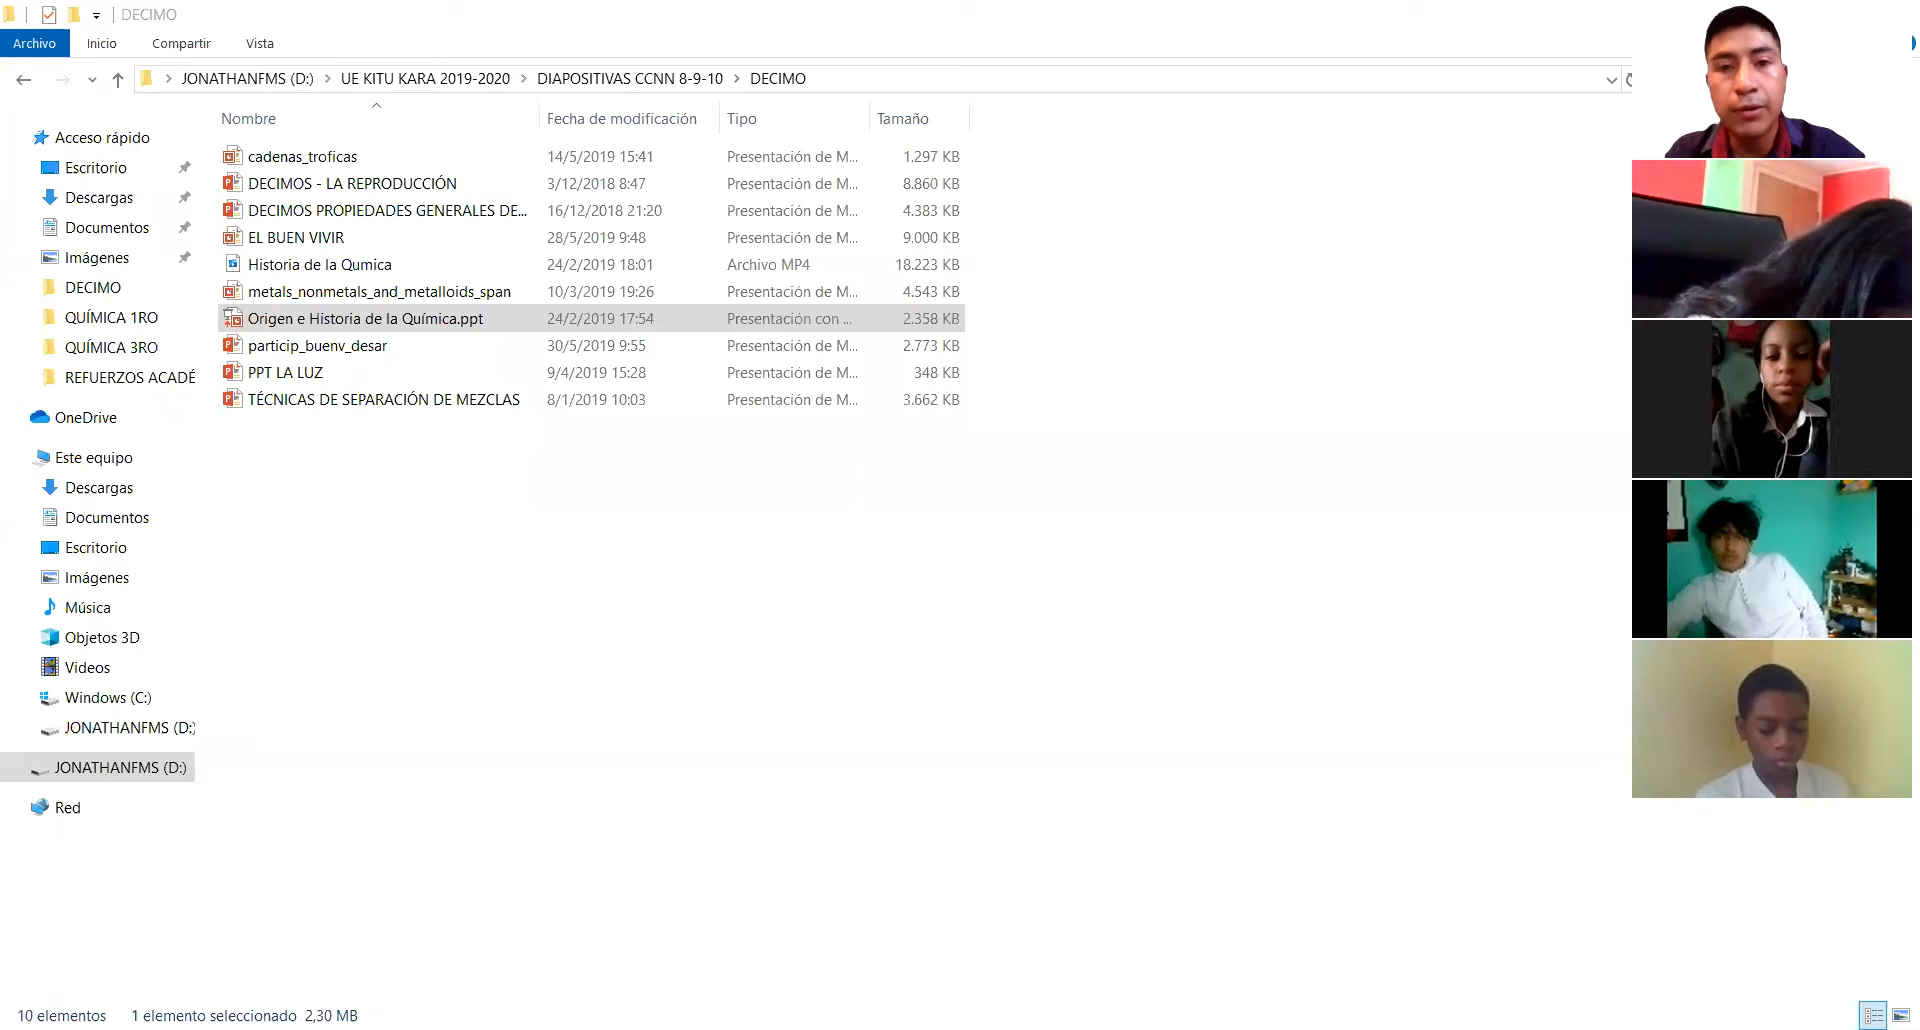 DECIMO
Archivo Inicio Compartir Vista
JONATHANFMS (D:) UE KITU KARA 2019-2020 DIAPOSITIVAS CCNN 8-9-10 DECIMO
Nombre Fecha de modificación Tipo Tamaño
Acceso rápido
Escritorio
Descargas
Documentos
Imágenes
DECIMO
QUÍMICA 1RO
QUÍMICA 3RO
REFUERZOS ACADÉ
OneDrive
Este equipo
Descargas
Documentos
Escritorio
Imágenes
Música
Objetos 3D
Videos
Windows (C:)
JONATHANFMS (D:)
JONATHANFMS (D:)
Red
cadenas_troficas 14/5/2019 15:41 Presentación de M... 1.297 KB
DECIMOS - LA REPRODUCCIÓN 3/12/2018 8:47 Presentación de M... 8.860 KB
DECIMOS PROPIEDADES GENERALES DE... 16/12/2018 21:20 Presentación de M... 4.383 KB
EL BUEN VIVIR 28/5/2019 9:48 Presentación de M... 9.000 KB
Historia de la Qumica 24/2/2019 18:01 Archivo MP4 18.223 KB
metals_nonmetals_and_metalloids_span 10/3/2019 19:26 Presentación de M... 4.543 KB
Origen e Historia de la Química.ppt 24/2/2019 17:54 Presentación con ... 2.358 KB
particip_buenv_desar 30/5/2019 9:55 Presentación de M... 2.773 KB
PPT LA LUZ 9/4/2019 15:28 Presentación de M... 348 KB
TÉCNICAS DE SEPARACIÓN DE MEZCLAS 8/1/2019 10:03 Presentación de M... 3.662 KB
10 elementos 1 elemento seleccionado 2,30 MB